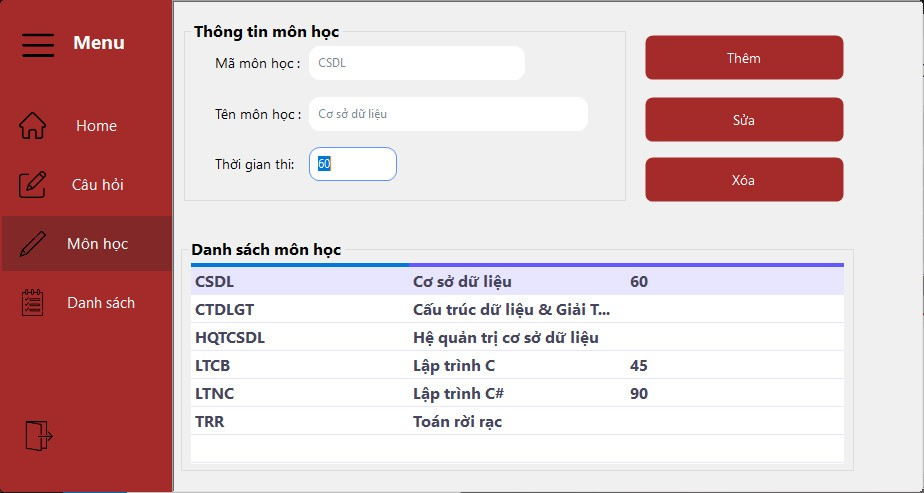 Menu
Home
Câu hỏi
Môn học
Danh sách
Thông tin môn học
Mã môn học : CSDL
Tên môn học : Cơ sở dữ liệu
Thời gian thi: 60
Thêm
Sửa
Xóa
Danh sách môn học
CSDL Cơ sở dữ liệu 60
CTDLGT Cấu trúc dữ liệu & Giải T...
HQTCSDL Hệ quản trị cơ sở dữ liệu
LTCB Lập trình C 45
LTNC Lập trình C# 90
TRR Toán rời rạc